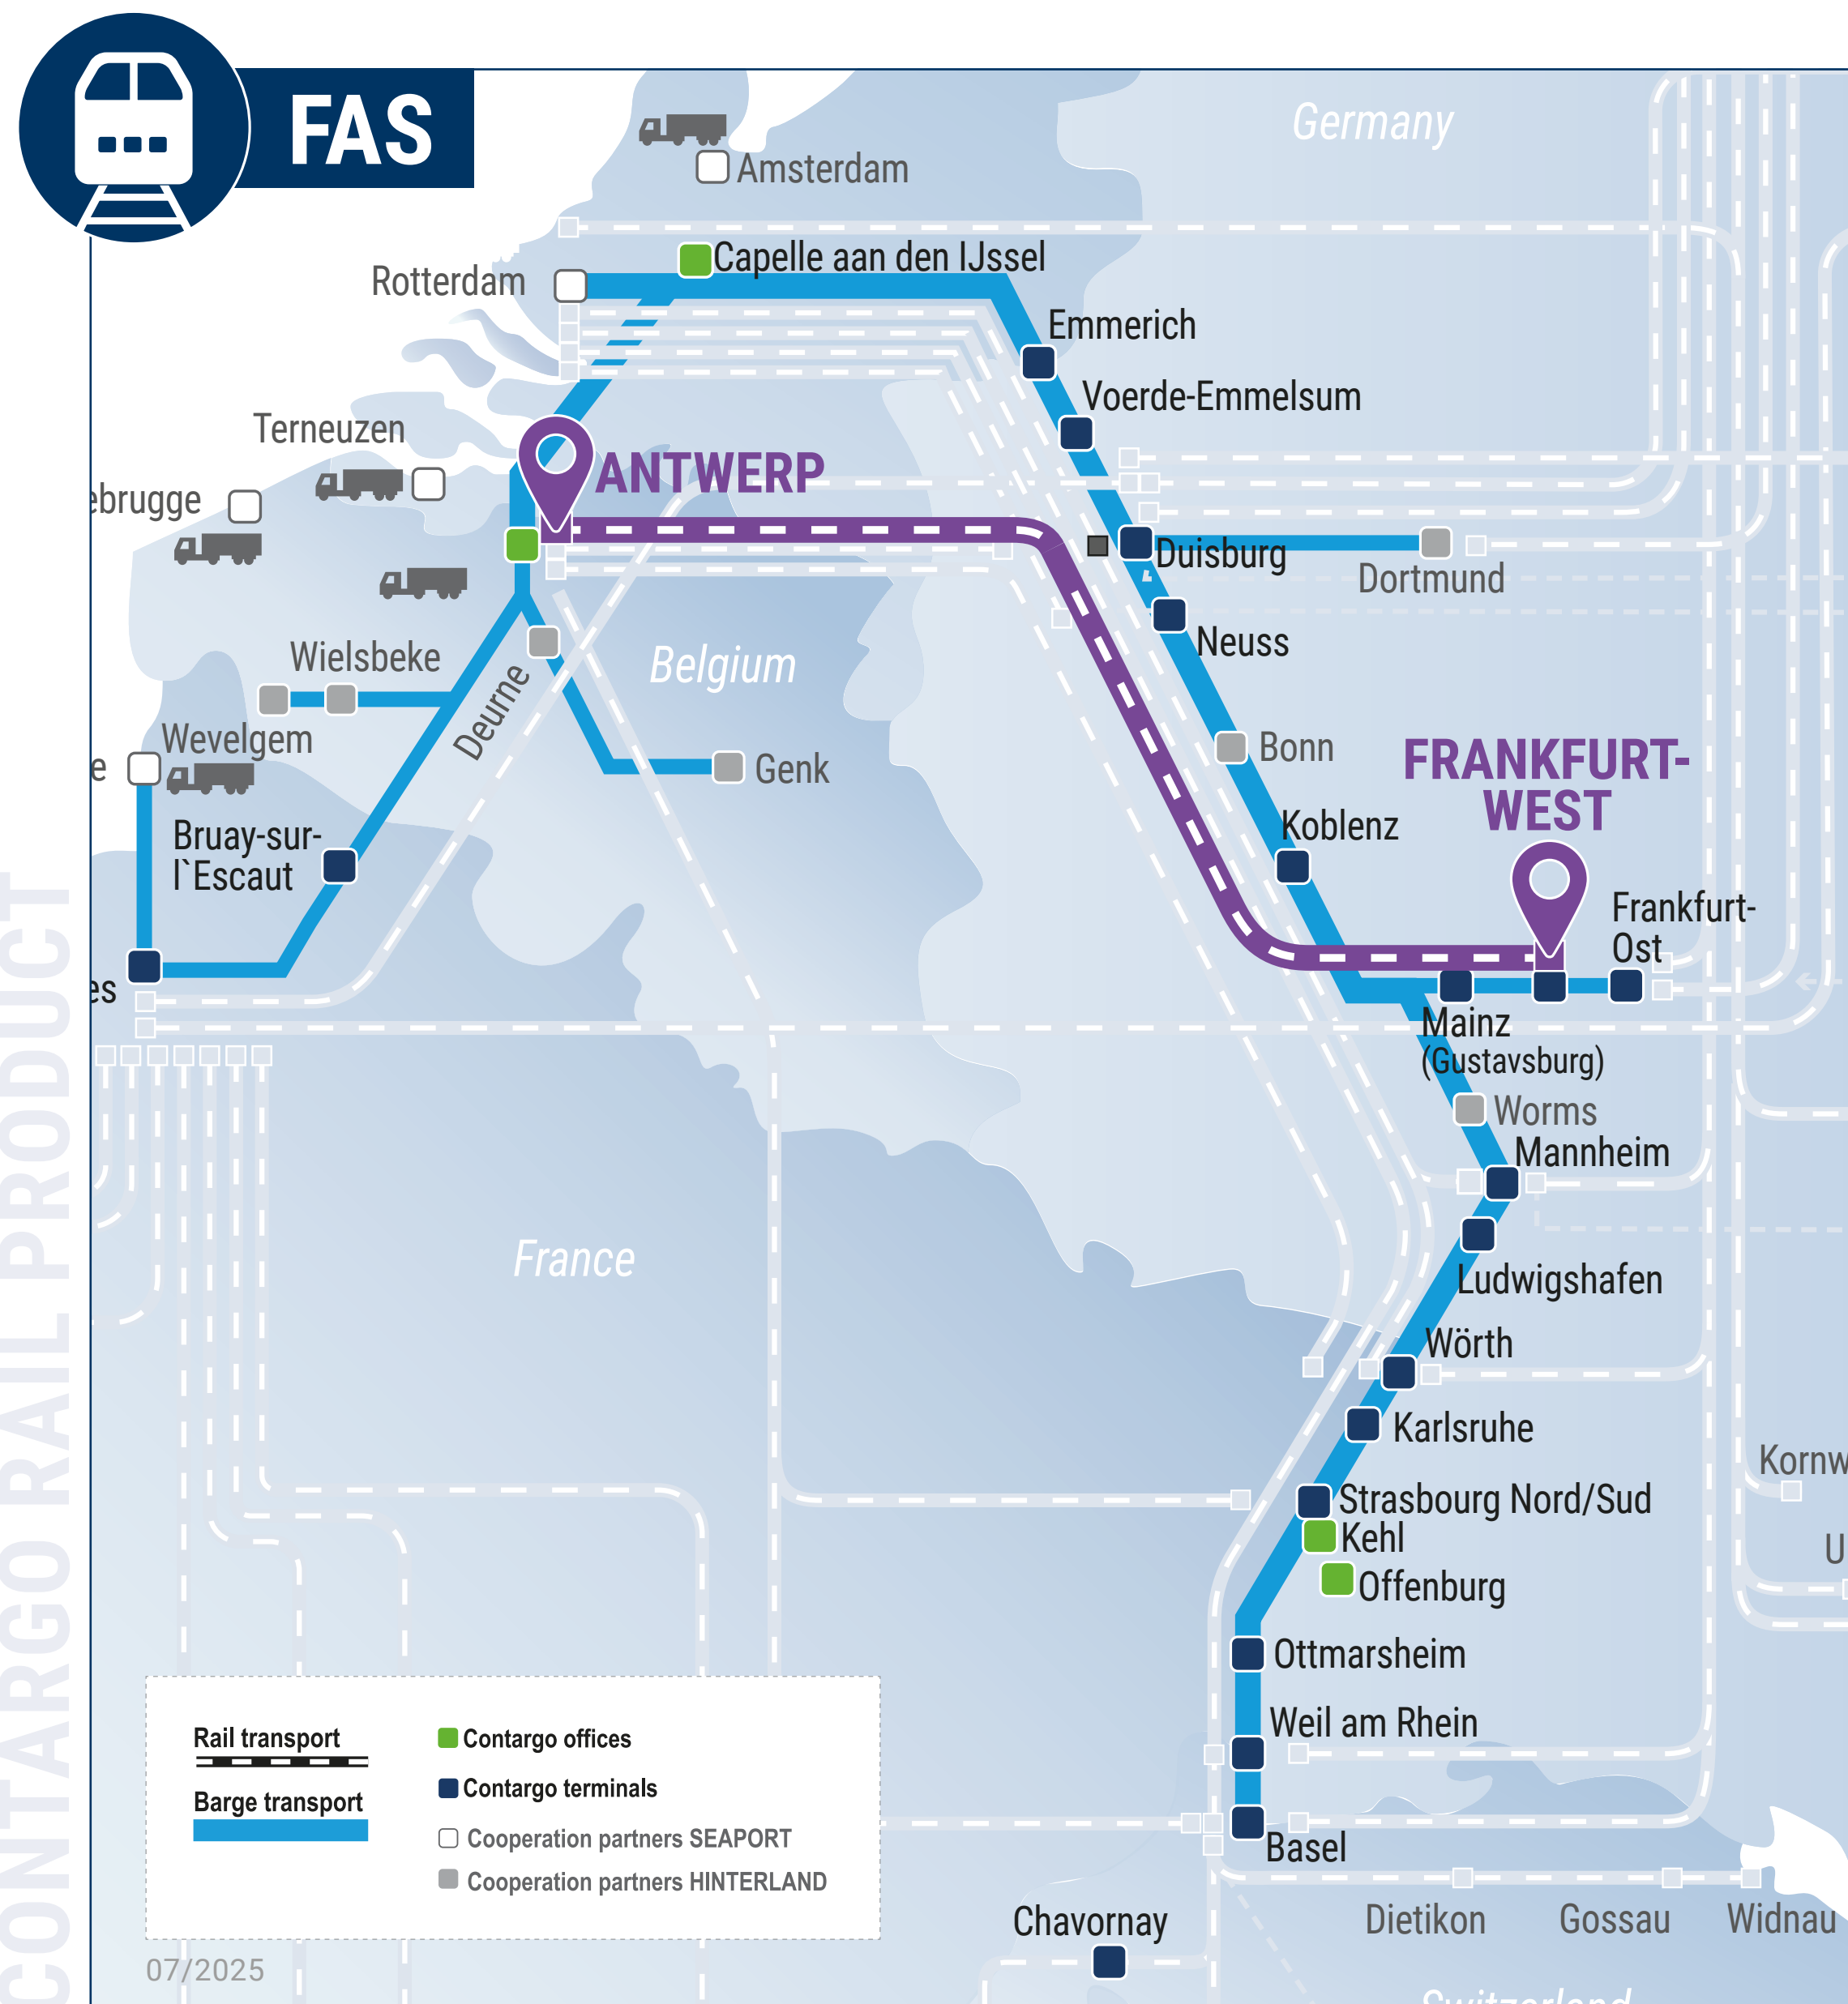 FAS
Germany
Amsterdam
Capelle aan den IJssel
Rotterdam
Emmerich
Voerde-Emmelsum
Terneuzen
ANTWERP
ebrugge
Duisburg
Dortmund
Neuss
Belgium
Wielsbeke
Deurne
Wevelgem
e
Genk
Bonn
FRANKFURT-
WEST
Bruay-sur-
l`Escaut
Koblenz
Frankfurt-
Ost
es
Mainz
(Gustavsburg)
Worms
Mannheim
France
Ludwigshafen
Wörth
Karlsruhe
Kornw
Strasbourg Nord/Sud
Kehl
U
Offenburg
Ottmarsheim
Weil am Rhein
Basel
Dietikon
Gossau
Widnau
Chavornay
Switzerland
Rail transport
Barge transport
Contargo offices
Contargo terminals
Cooperation partners SEAPORT
Cooperation partners HINTERLAND
07/2025
CONTARGO RAIL PRODUCT